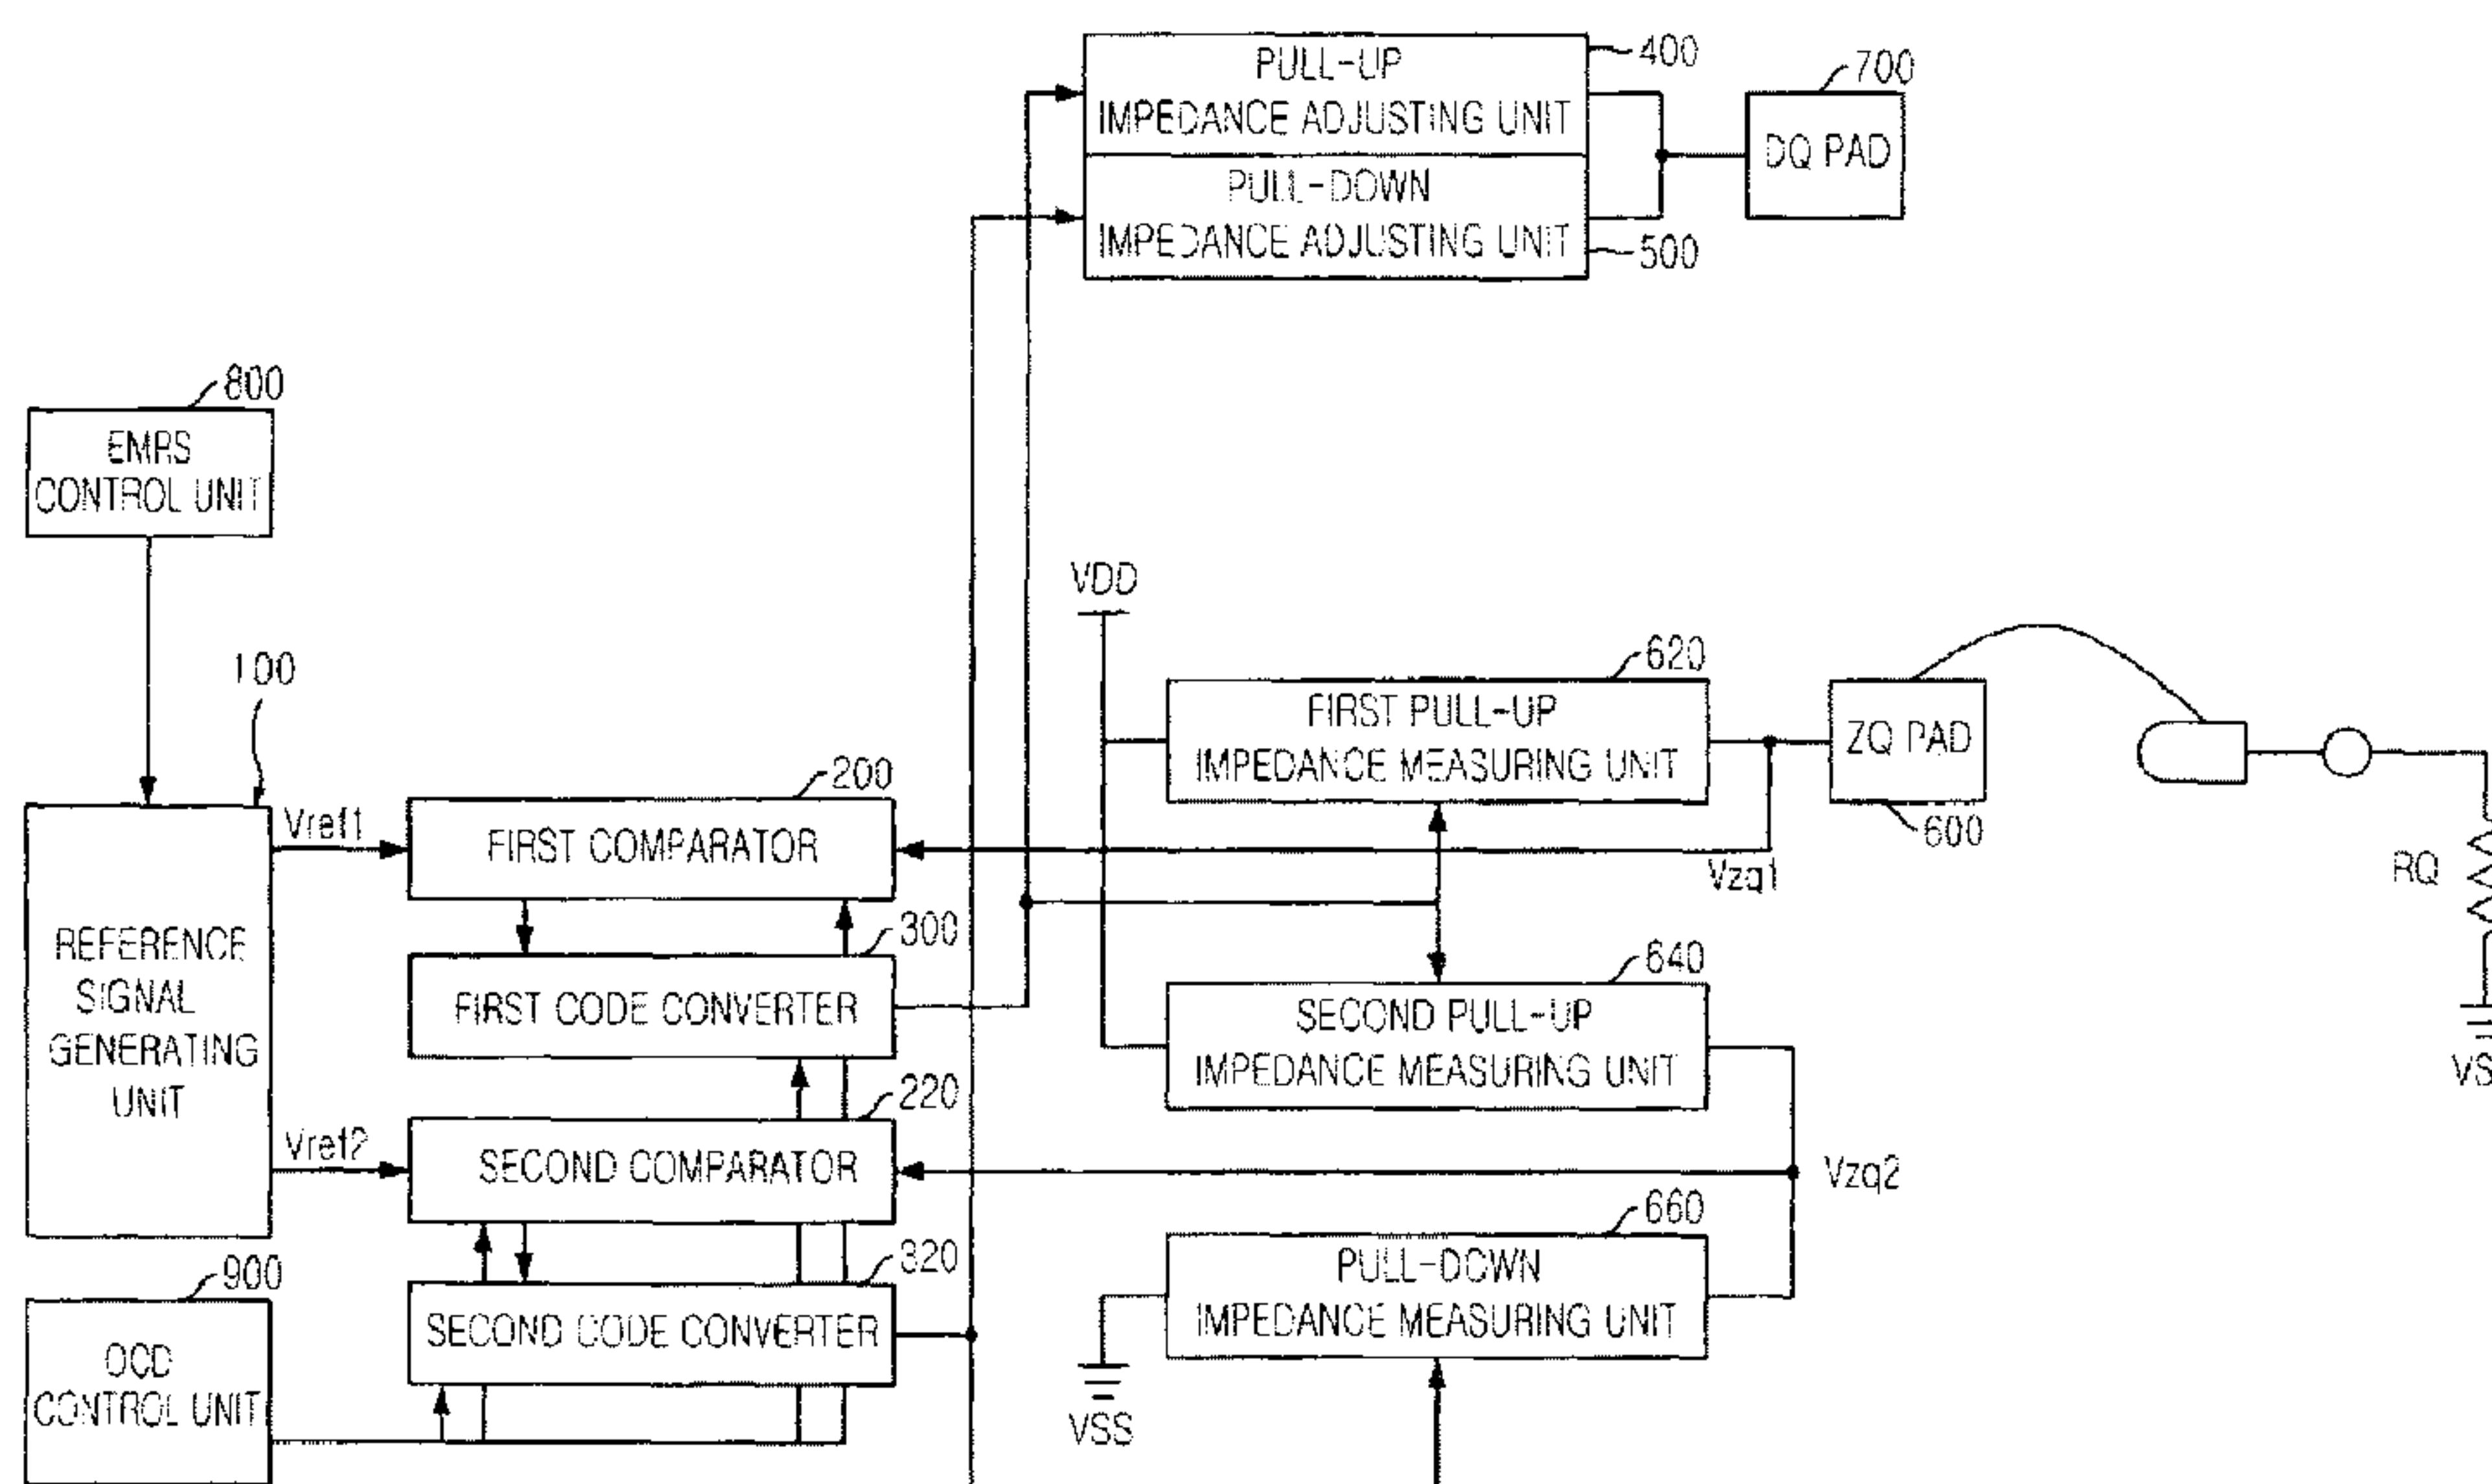 PULL-UP
IMPEDANCE ADJUSTING UNIT
400
PULL-DOWN
IMPEDANCE ADJUSTING UNIT
500
700
DQ PAD
800
EMRS
CONTROL UNIT
VDD
100
620
FIRST PULL-UP
IMPEDANCE MEASURING UNIT
ZQ PAD
600
200
Vref1
FIRST COMPARATOR
Vzq1
RQ
300
FIRST CODE CONVERTER
REFERENCE
SIGNAL
GENERATING
UNIT
640
SECOND PULL-UP
IMPEDANCE MEASURING UNIT
VS
220
Vref2
SECOND COMPARATOR
Vzq2
660
PULL-DOWN
IMPEDANCE MEASURING UNIT
320
SECOND CODE CONVERTER
900
OCD
CONTROL UNIT
VSS